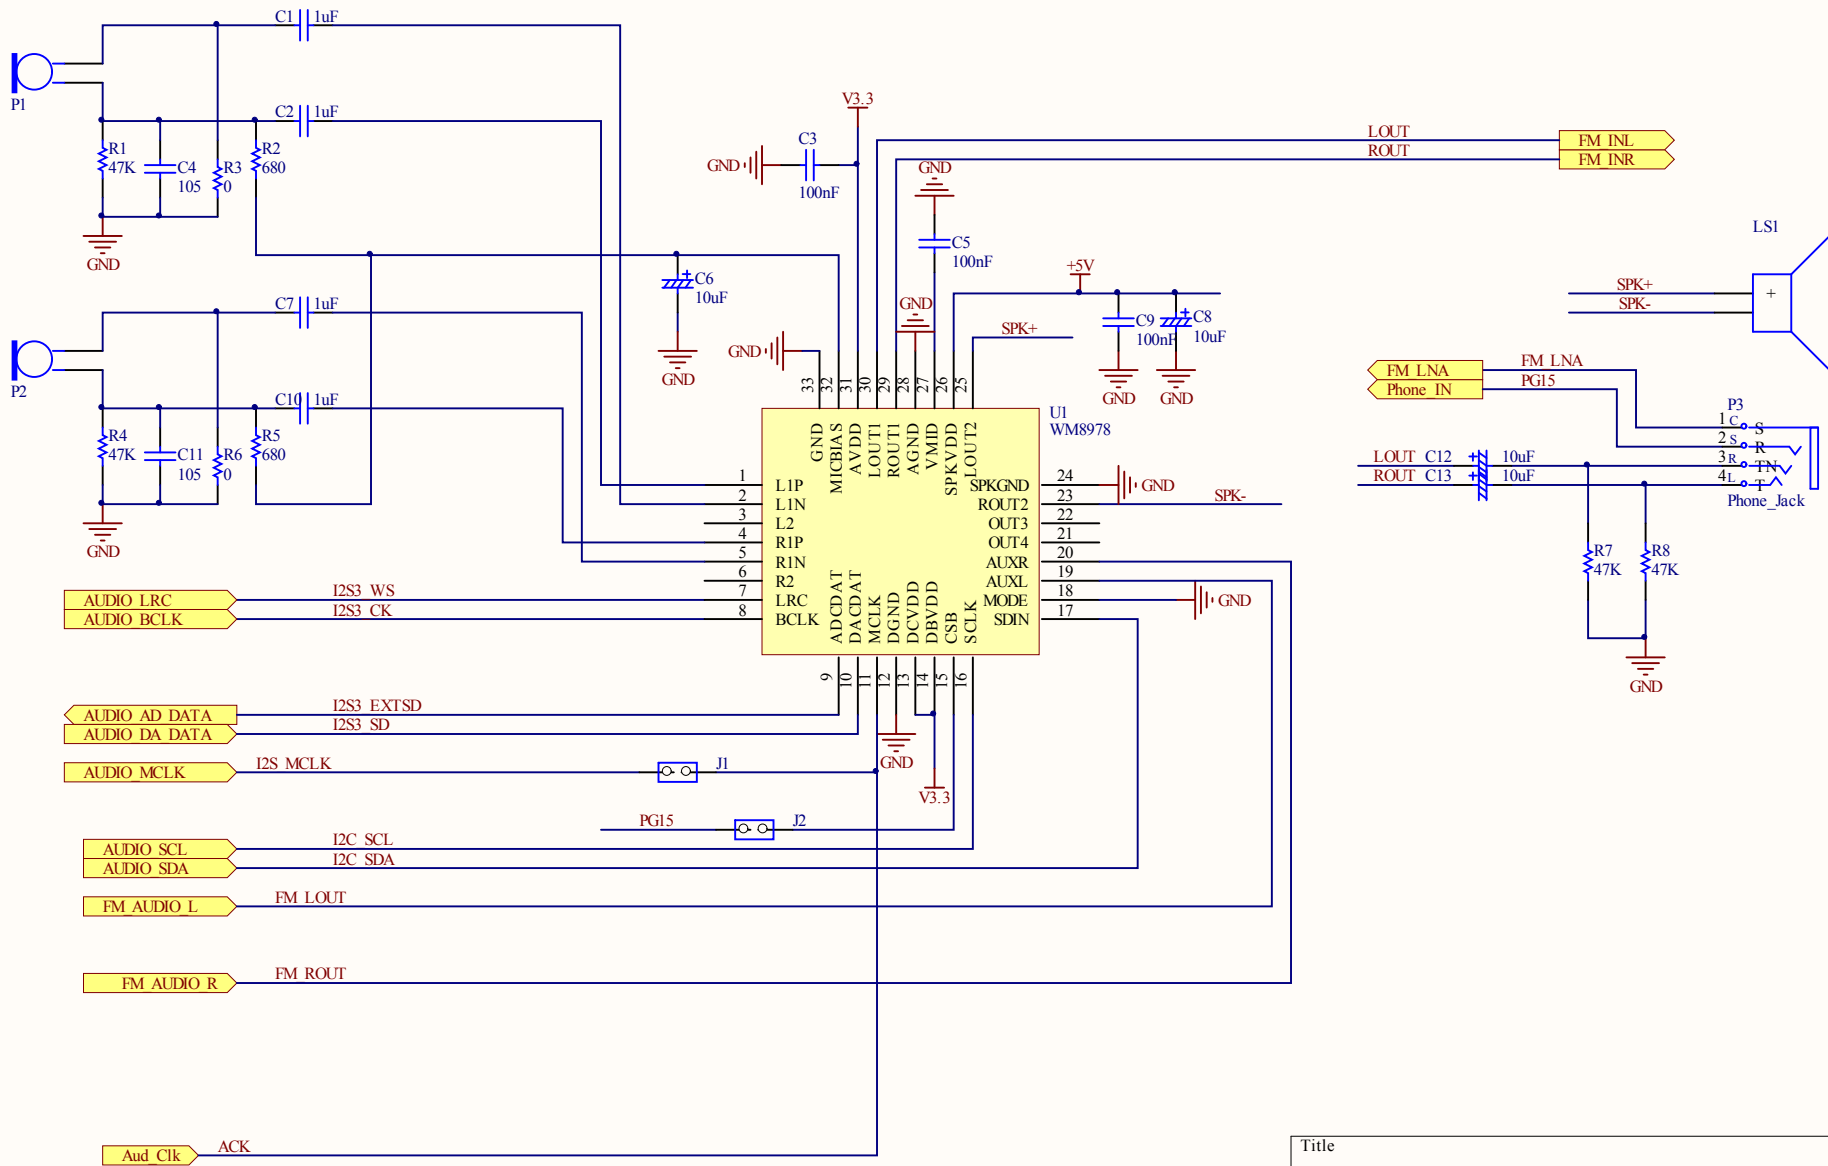 C1 1uF
P1
C2 1uF
R1 47K
C4 105
R3 0
R2 680
GND
V3.3
C3
GND
100nF
LOUT
ROUT
FM_INL
FM_INR
GND
C5
100nF
C6
10uF
GND
+5V
C9
100nF
C8
10uF
GND
GND
GND
GND
SPK+
LS1
SPK+
SPK-
+
C7 1uF
P2
C10 1uF
R4 47K
C11 105
R6 0
R5 680
GND
33 32 31 30 29 28 27 26 25
GND MICBIAS AVDD LOUT1 ROUT1 AGND VMID SPKVDD LOUT2
U1
WM8978
1 L1P
2 L1N
3 L2
4 R1P
5 R1N
6 R2
7 LRC
8 BCLK
24 SPKGND
23 ROUT2
22 OUT3
21 OUT4
20 AUXR
19 AUXL
18 MODE
17 SDIN
ADCDAT DACDAT MCLK DGND DCVDD DBVDD CSB SCLK
9 10 11 12 13 14 15 16
GND
SPK-
GND
GND
V3.3
FM_LNA FM_LNA
Phone_IN PG15
P3
1 C S
2 S R
3 R TN
4 L T
Phone_Jack
LOUT C12 10uF
ROUT C13 10uF
R7
47K
R8
47K
GND
AUDIO_LRC I2S3_WS
AUDIO_BCLK I2S3_CK
AUDIO_AD_DATA I2S3_EXTSD
AUDIO_DA_DATA I2S3_SD
AUDIO_MCLK I2S_MCLK J1
PG15 J2
AUDIO_SCL I2C_SCL
AUDIO_SDA I2C_SDA
FM_AUDIO_L FM_LOUT
FM_AUDIO_R FM_ROUT
Aud_Clk ACK
Title